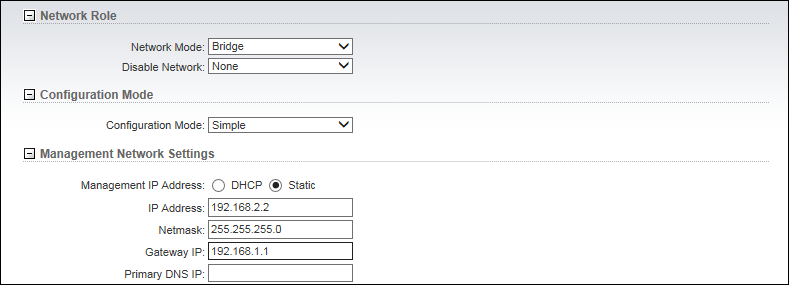 Network Role
Network Mode: Bridge
Disable Network: None
Configuration Mode
Configuration Mode: Simple
Management Network Settings
Management IP Address: DHCP Static
IP Address: 192.168.2.2
Netmask: 255.255.255.0
Gateway IP: 192.168.1.1
Primary DNS IP: